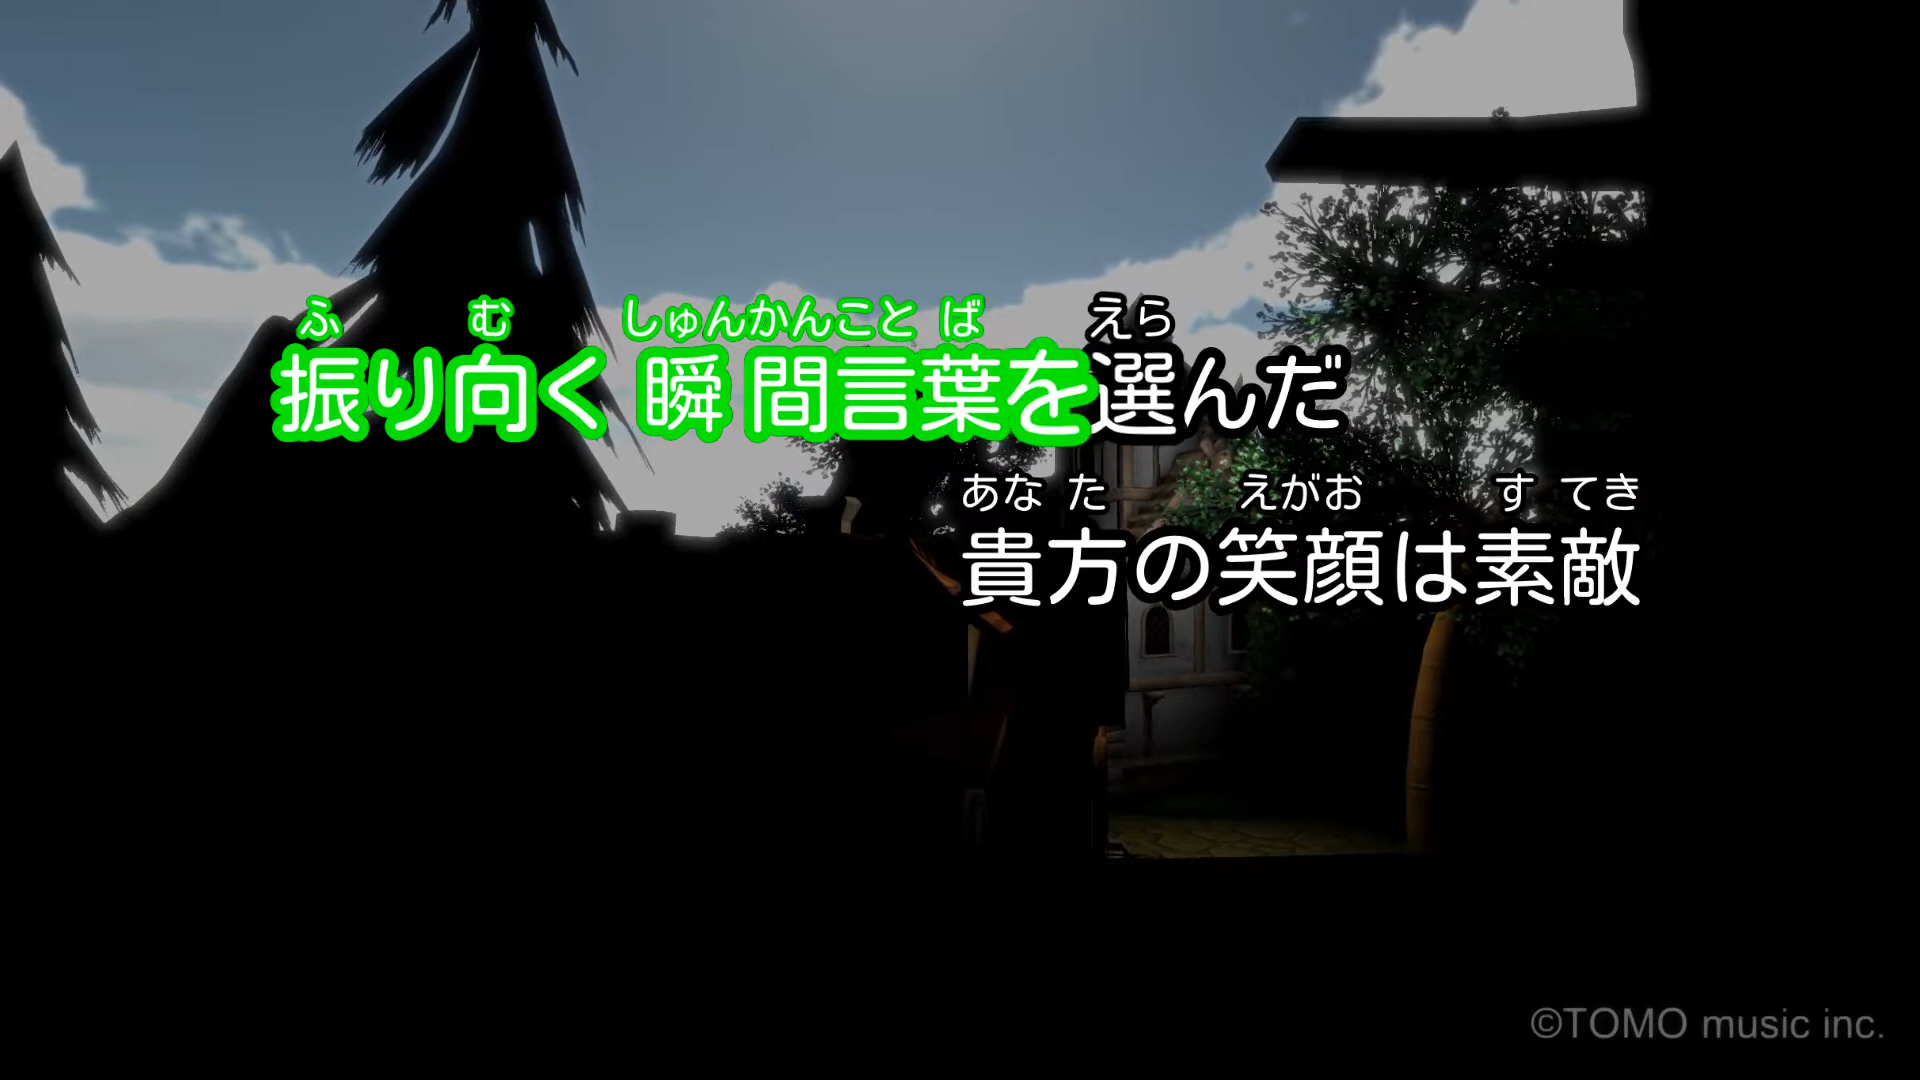 ふ む しゅんかんこと ば えら
振り向く 瞬間言葉を選んだ
あな た えがお す てき
貴方の笑顔は素敵
©TOMO music inc.